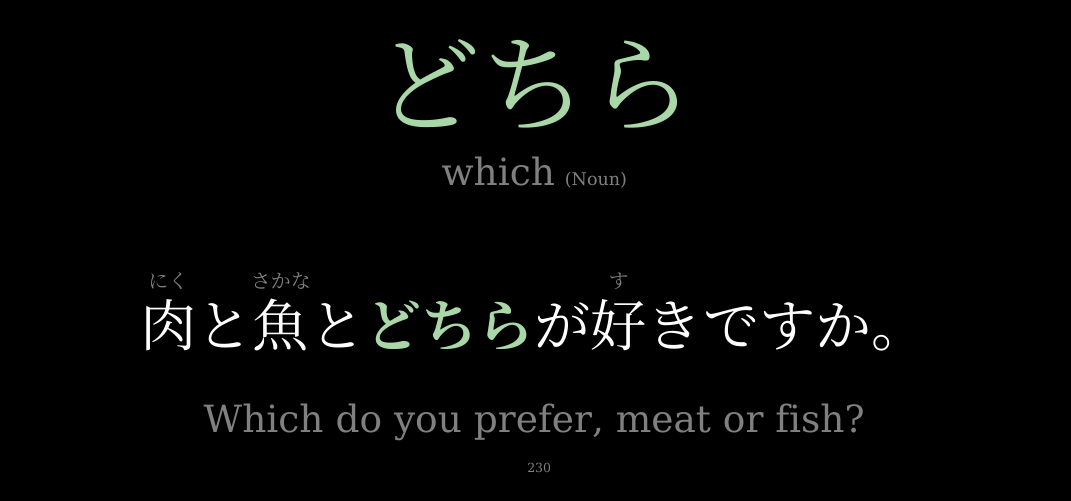 どちら
which (Noun)
にく さかな す
肉と魚とどちらが好きですか。
Which do you prefer, meat or fish?
230